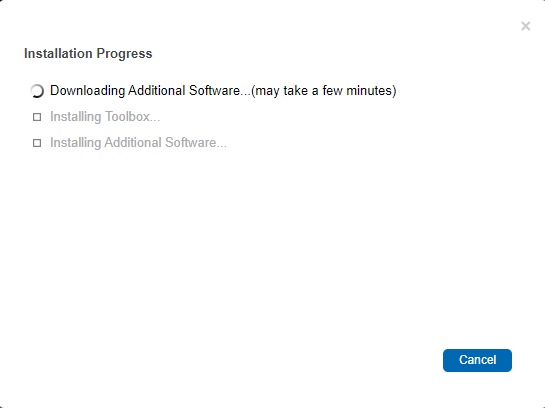 Installation Progress
Downloading Additional Software...(may take a few minutes)
Installing Toolbox...
Installing Additional Software...
Cancel